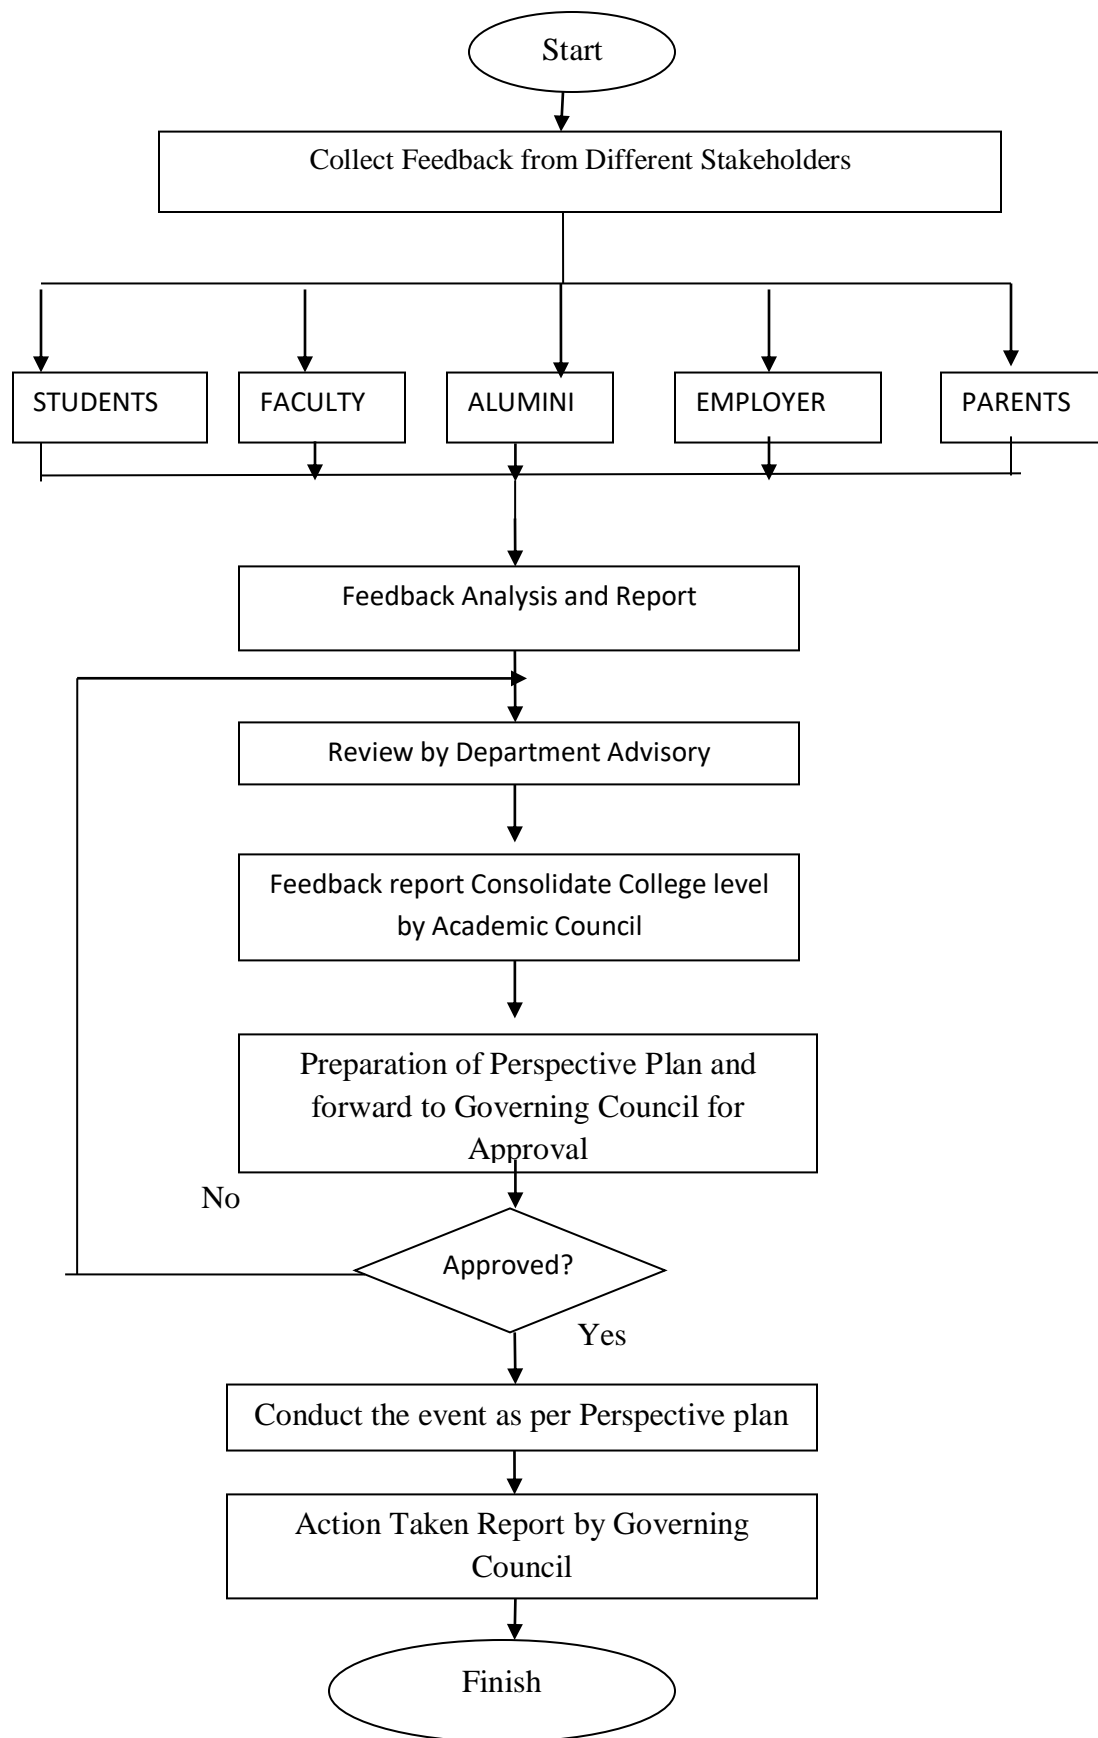 Start
Collect Feedback from Different Stakeholders
STUDENTS
FACULTY
ALUMINI
EMPLOYER
PARENTS
Feedback Analysis and Report
Review by Department Advisory
Feedback report Consolidate College level
by Academic Council
Preparation of Perspective Plan and
forward to Governing Council for
Approval
No
Approved?
Yes
Conduct the event as per Perspective plan
Action Taken Report by Governing
Council
Finish